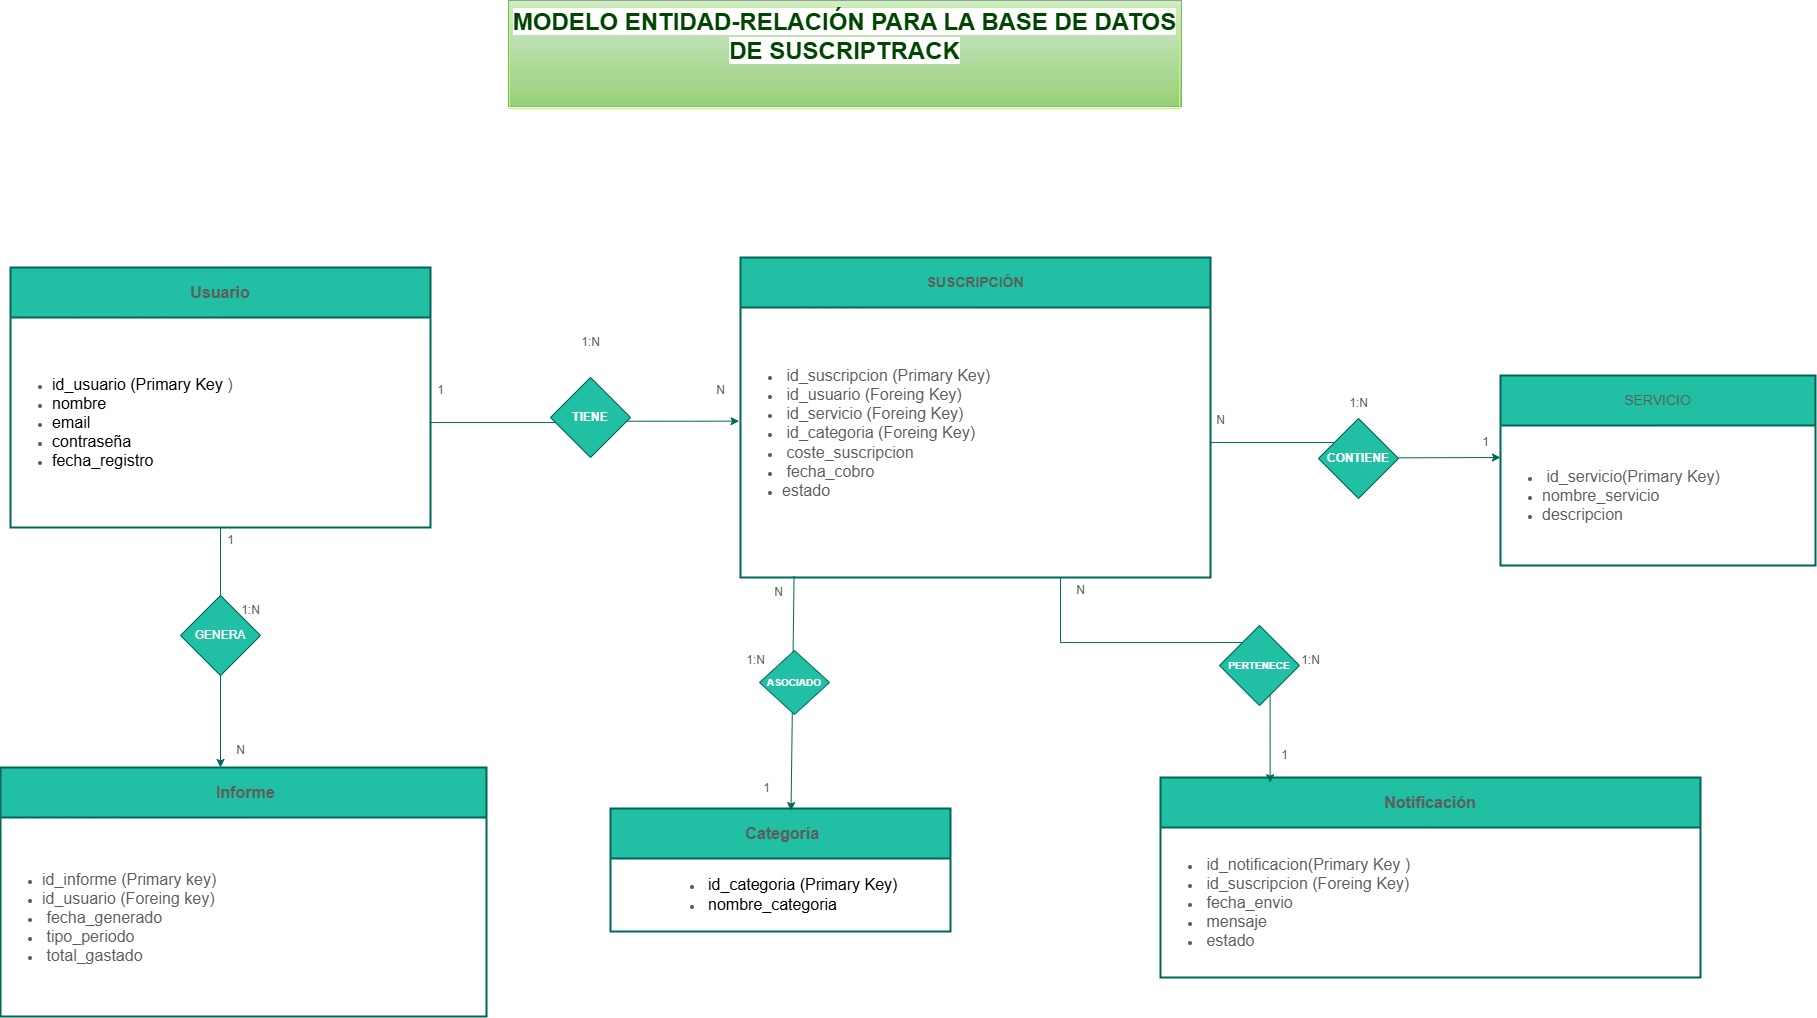 MODELO ENTIDAD-RELACIÓN PARA LA BASE DE DATOS
DE SUSCRIPTRACK
Usuario
id_usuario (Primary Key )
nombre
email
contraseña
fecha_registro
1
1:N
TIENE
N
SUSCRIPCIÓN
id_suscripcion (Primary Key)
id_usuario (Foreing Key)
id_servicio (Foreing Key)
id_categoria (Foreing Key)
coste_suscripcion
fecha_cobro
estado
N
1:N
CONTIENE
1
SERVICIO
id_servicio(Primary Key)
nombre_servicio
descripcion
1
1:N
GENERA
N
Informe
id_informe (Primary key)
id_usuario (Foreing key)
fecha_generado
tipo_periodo
total_gastado
N
1:N
ASOCIADO
1
Categoría
id_categoria (Primary Key)
nombre_categoria
N
PERTENECE
1:N
1
Notificación
id_notificacion(Primary Key )
id_suscripcion (Foreing Key)
fecha_envio
mensaje
estado